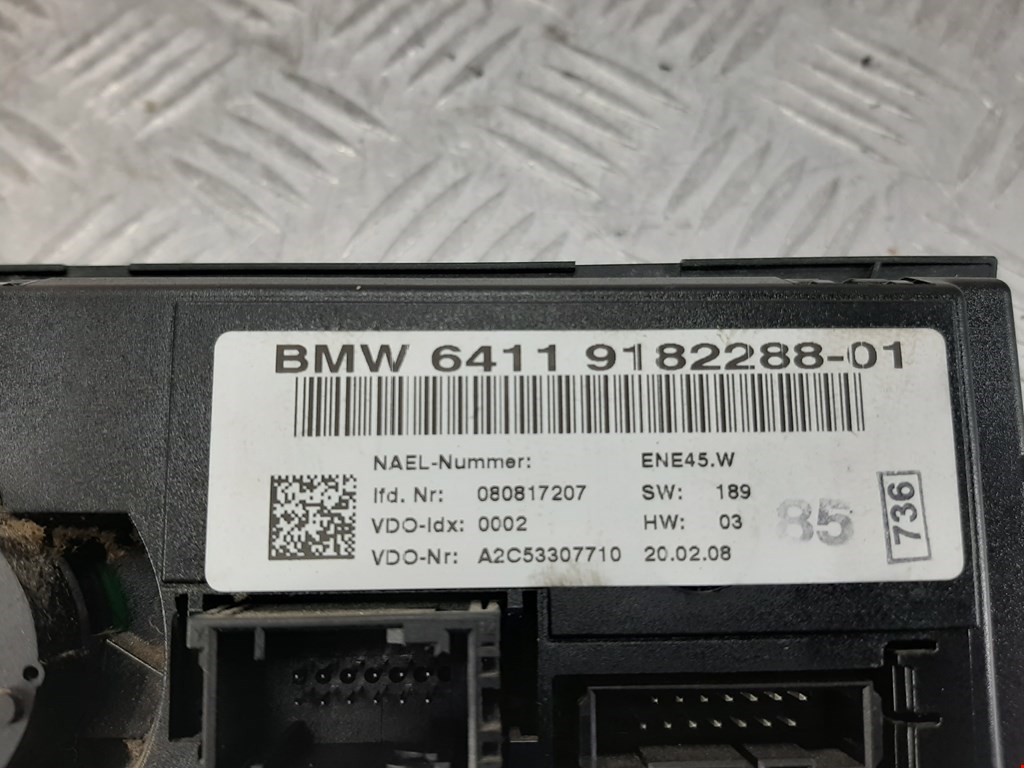 BMW 6411 9182288-01
NAEL-Nummer: ENE45.W
lfd. Nr: 080817207 SW: 189
VDO-Idx: 0002 HW: 03
VDO-Nr: A2C53307710 20.02.08
85
736